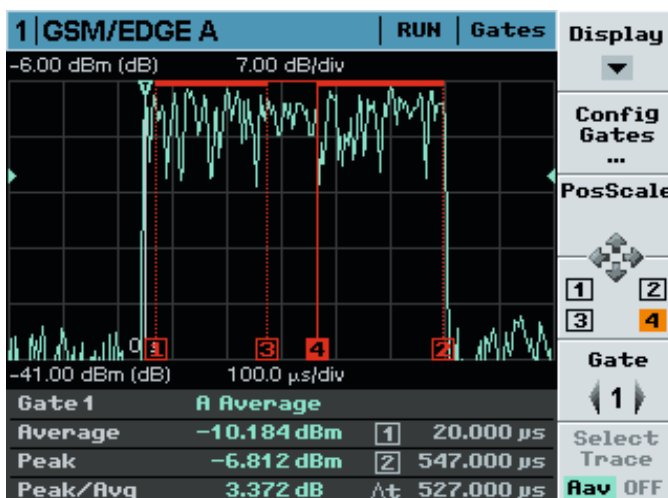 1|GSM/EDGE A RUN Gates
Display
-6.00 dBm (dB) 7.00 dB/div
Config Gates
...
PosScale
1 2
3 4
0 s
1 3 4 2
-41.00 dBm (dB) 100.0 µs/div
Gate
1
Gate 1 A Average
Average -10.184 dBm 1 20.000 µs
Peak -6.812 dBm 2 547.000 µs
Peak/Avg 3.372 dB Δt 527.000 µs
Select Trace
Aav OFF